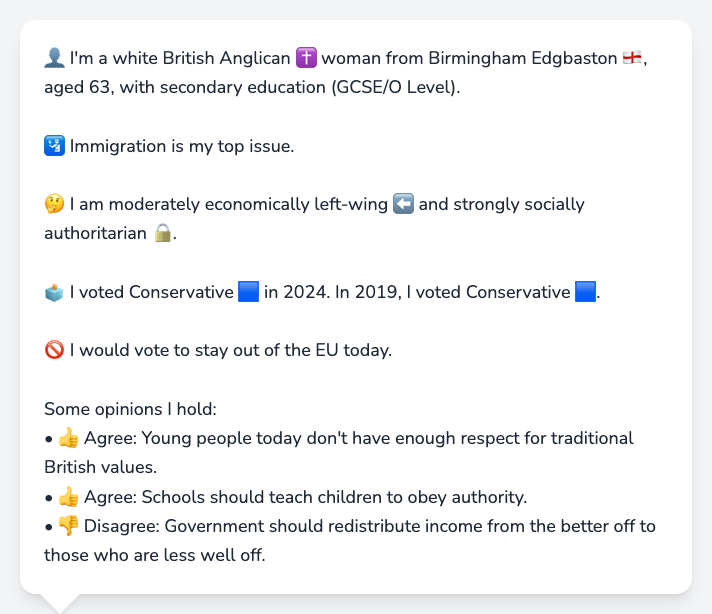 👤 I'm a white British Anglican ✝️ woman from Birmingham Edgbaston 🏴󠁧󠁢󠁥󠁮󠁧󠁿,
aged 63, with secondary education (GCSE/O Level).
🛂 Immigration is my top issue.
🤔 I am moderately economically left-wing ⬅️ and strongly socially
authoritarian 🔒.
🗳️ I voted Conservative 🟦 in 2024. In 2019, I voted Conservative 🟦.
🚫 I would vote to stay out of the EU today.
Some opinions I hold:
• 👍 Agree: Young people today don't have enough respect for traditional
British values.
• 👍 Agree: Schools should teach children to obey authority.
• 👎 Disagree: Government should redistribute income from the better off to
those who are less well off.